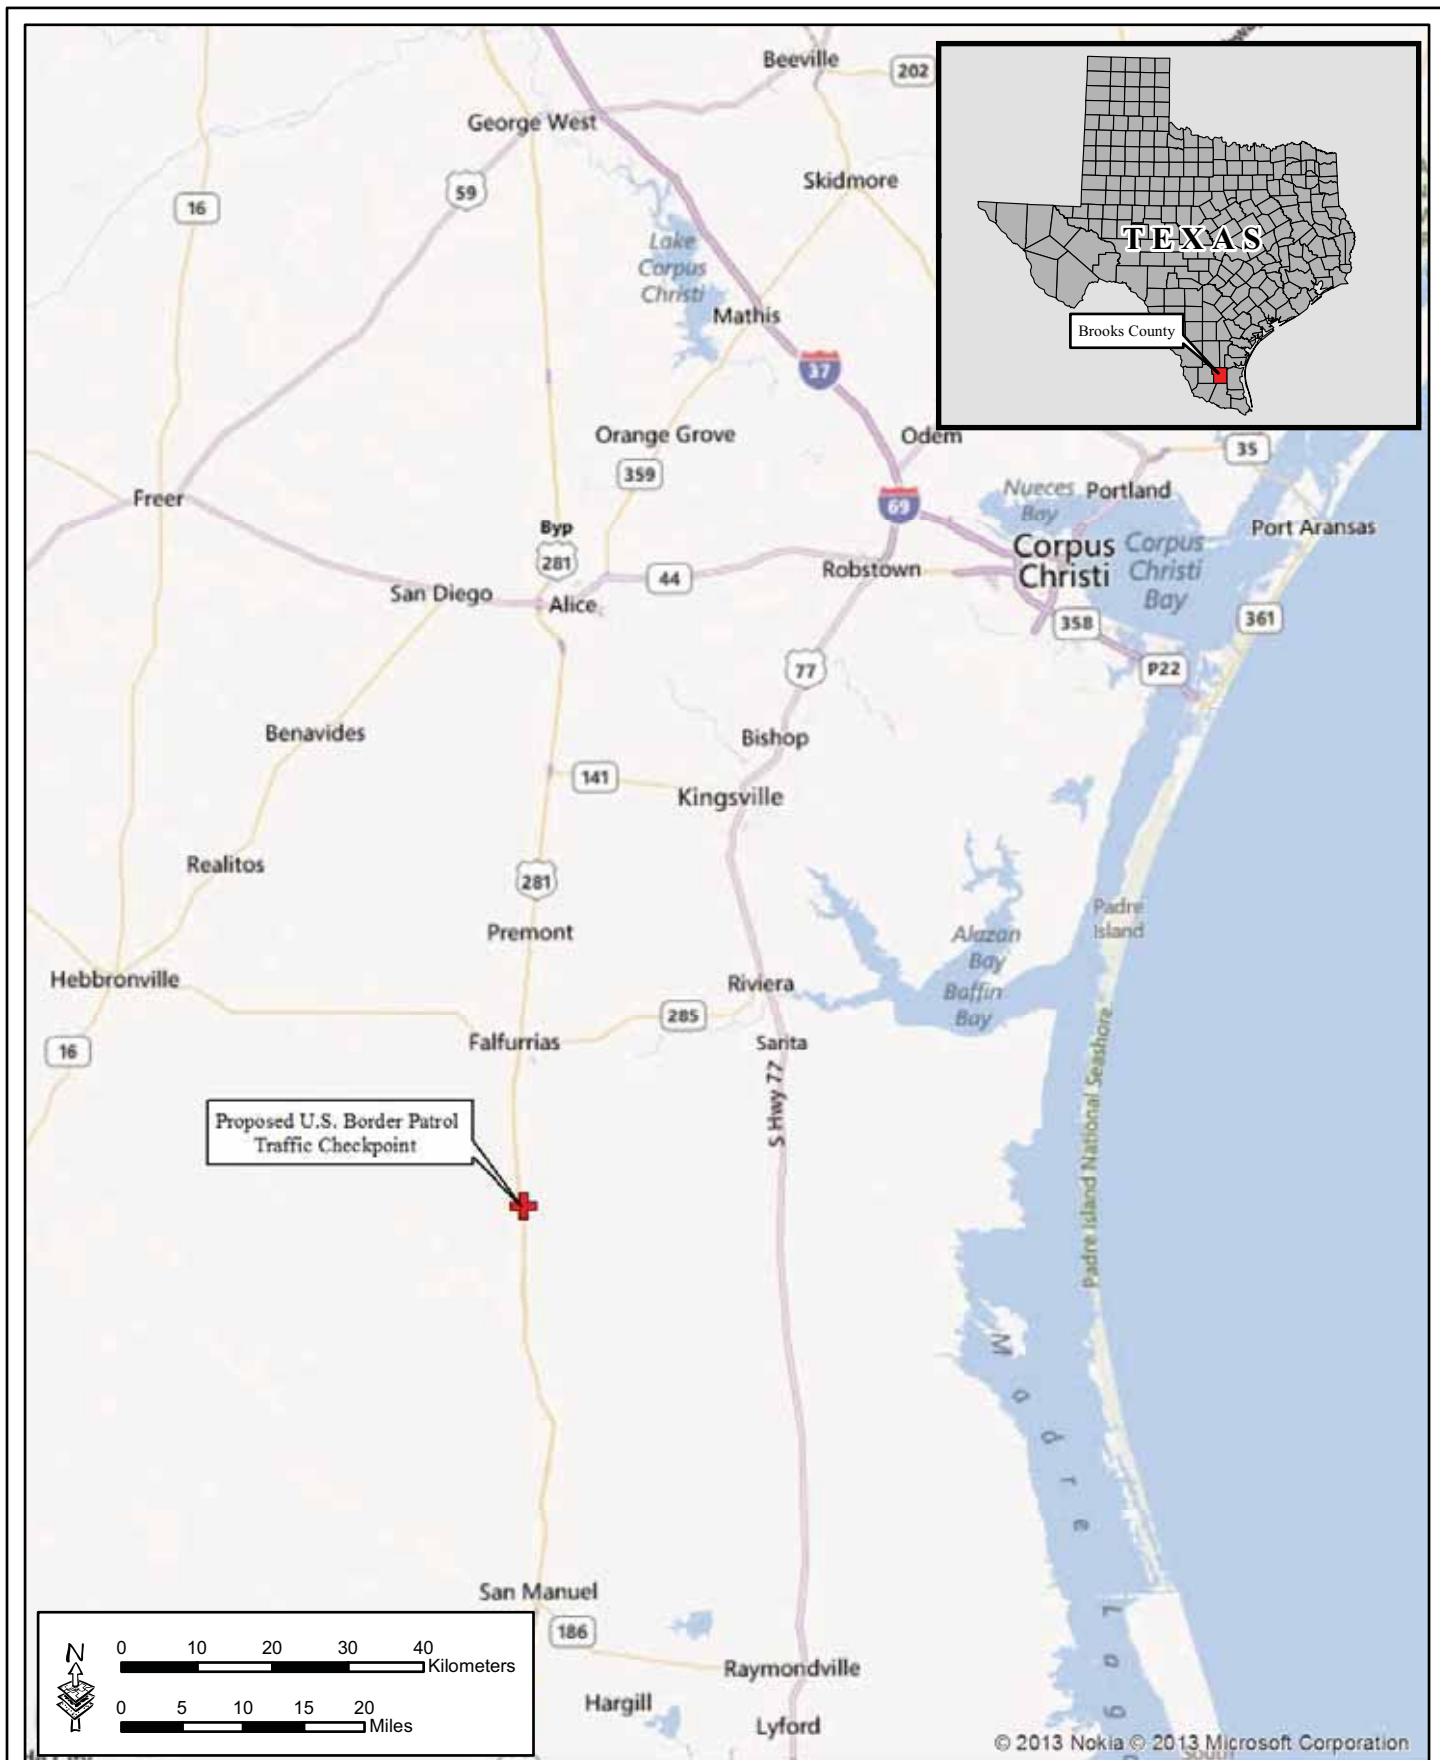 Beeville
202
George West
59
Skidmore
16
Lake
Corpus
Christi
Mathis
37
TEXAS
Brooks County
Orange Grove
Odem
35
359
Freer
Nueces
Bay
Portland
69
Port Aransas
Byp
281
Corpus
Christi
Corpus
Christi
Bay
Robstown
44
San Diego
Alice
358
361
P22
77
Benavides
Bishop
141
Kingsville
Realitos
281
Padre
Island
Premont
Alazan
Bay
Hebbronville
Riviera
Baffin
Bay
285
16
Falfurrias
Sarita
S Hwy 77
Padre Island National Seashore
Proposed U.S. Border Patrol
Traffic Checkpoint
Madre
San Manuel
186
Lag
Raymondville
Hargill
Lyford
N
0 10 20 30 40
Kilometers
0 5 10 15 20
Miles
© 2013 Nokia © 2013 Microsoft Corporation